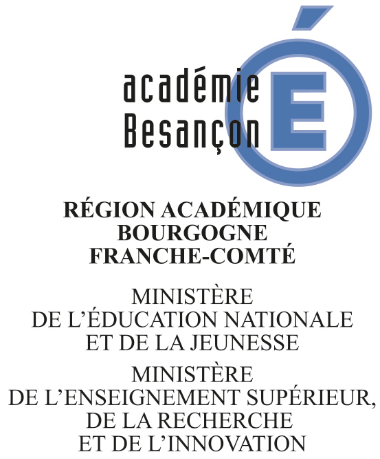 académie
Besançon
É
RÉGION ACADÉMIQUE
BOURGOGNE
FRANCHE-COMTÉ
MINISTÈRE
DE L’ÉDUCATION NATIONALE
ET DE LA JEUNESSE
MINISTÈRE
DE L’ENSEIGNEMENT SUPÉRIEUR,
DE LA RECHERCHE
ET DE L’INNOVATION